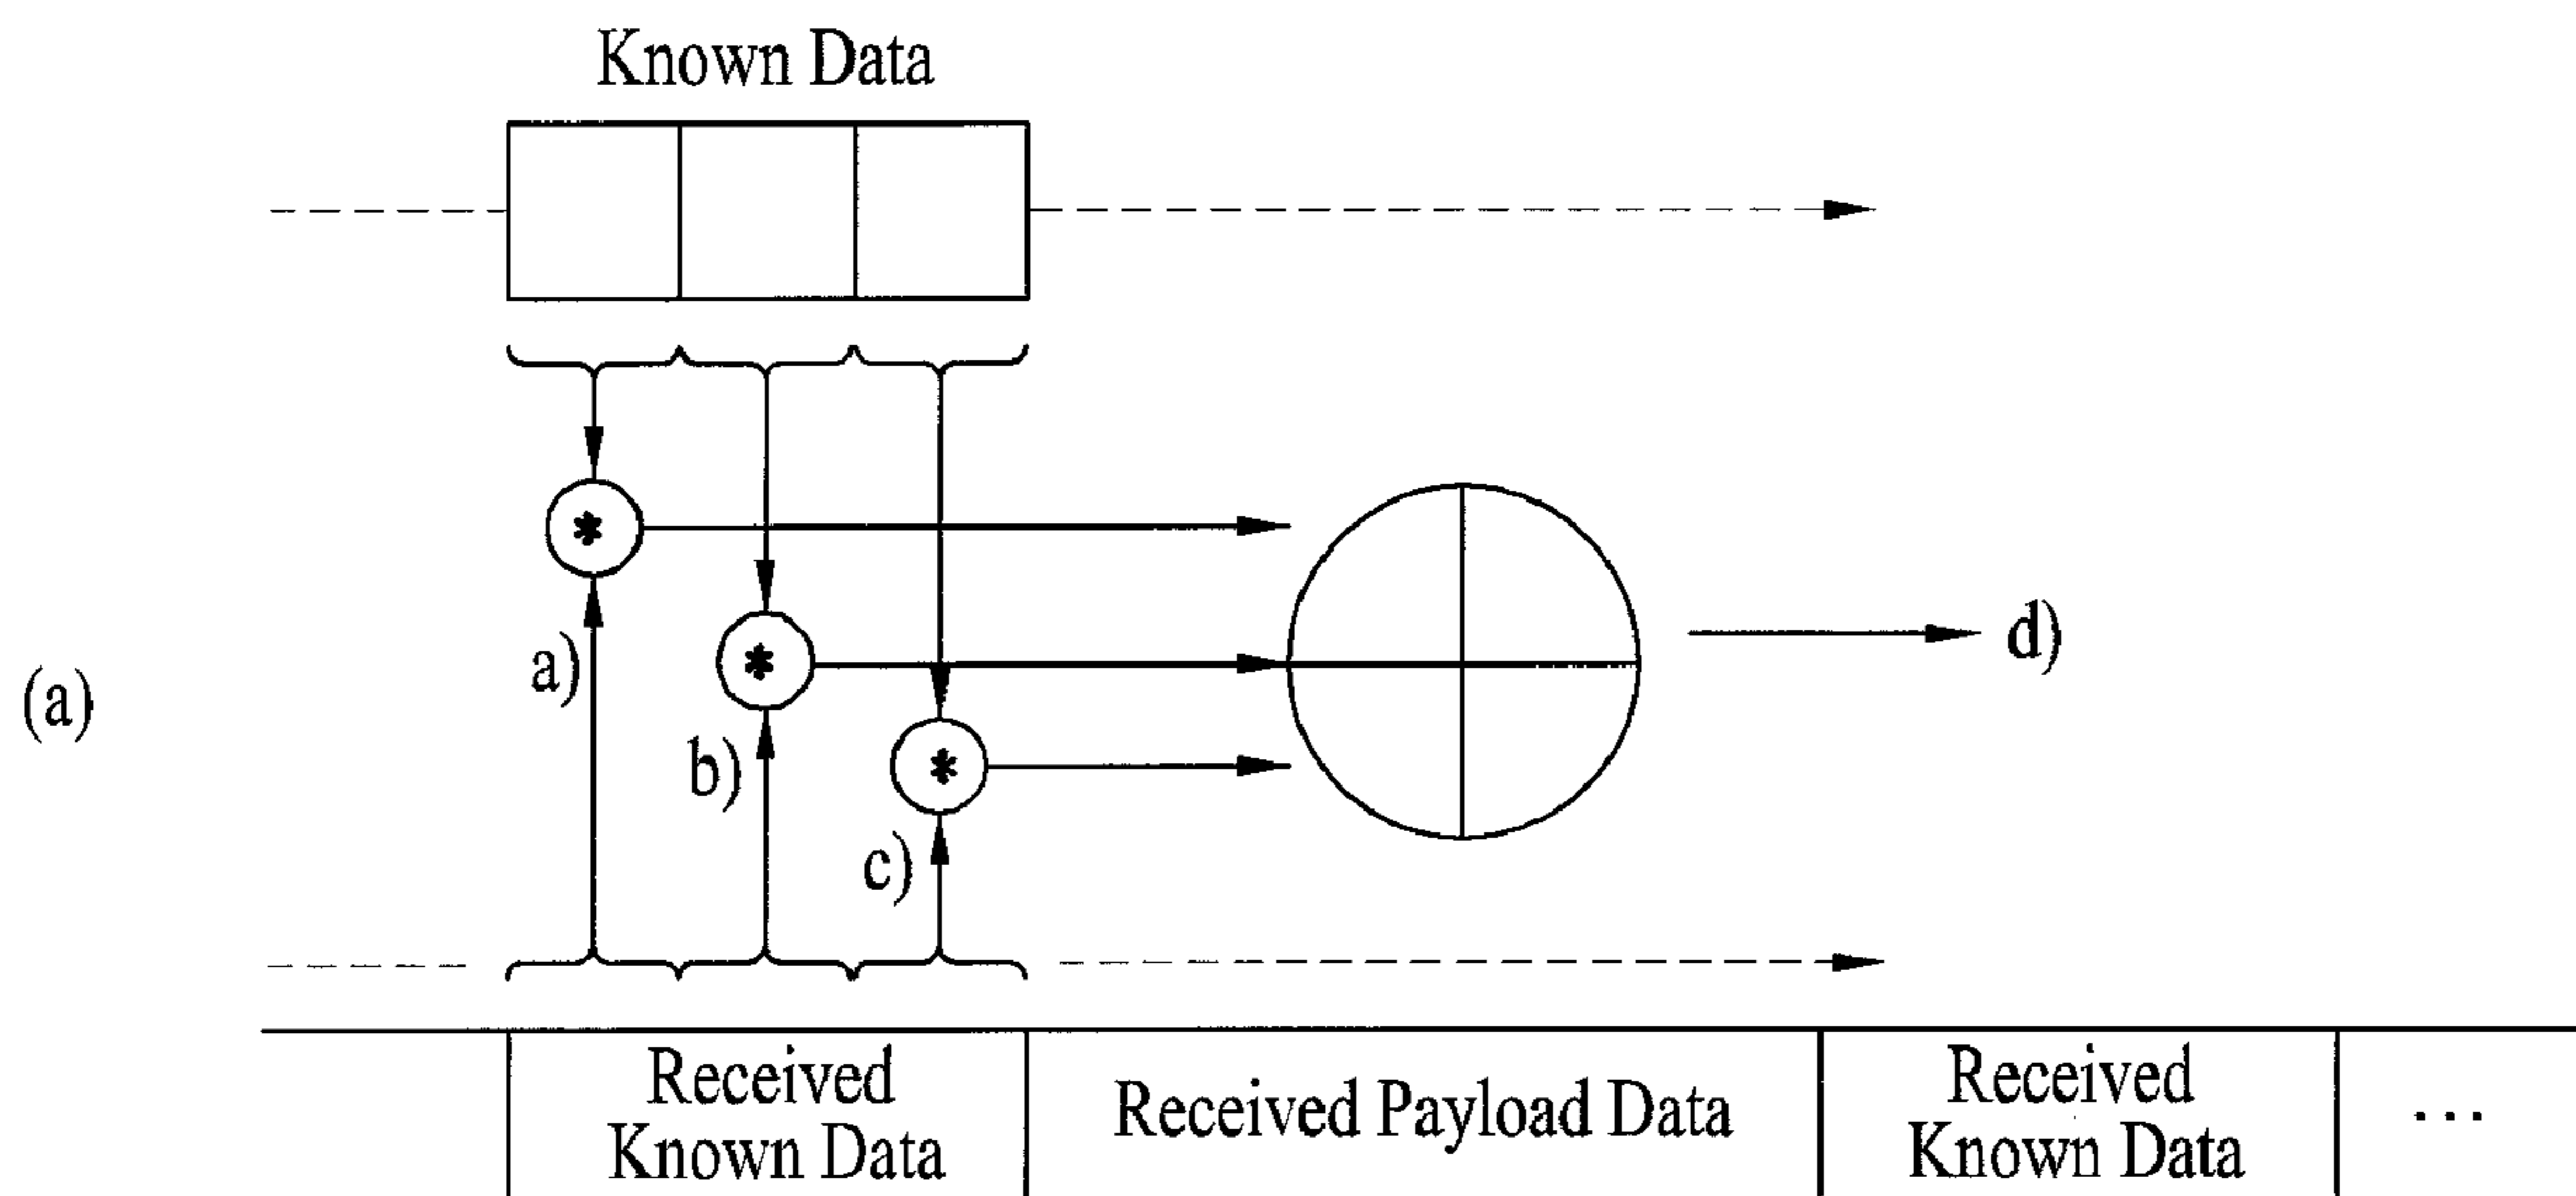 Known Data
*
a)
*
(a)
b)
*
c)
d)
Received
Known Data
Received Payload Data
Received
Known Data
...